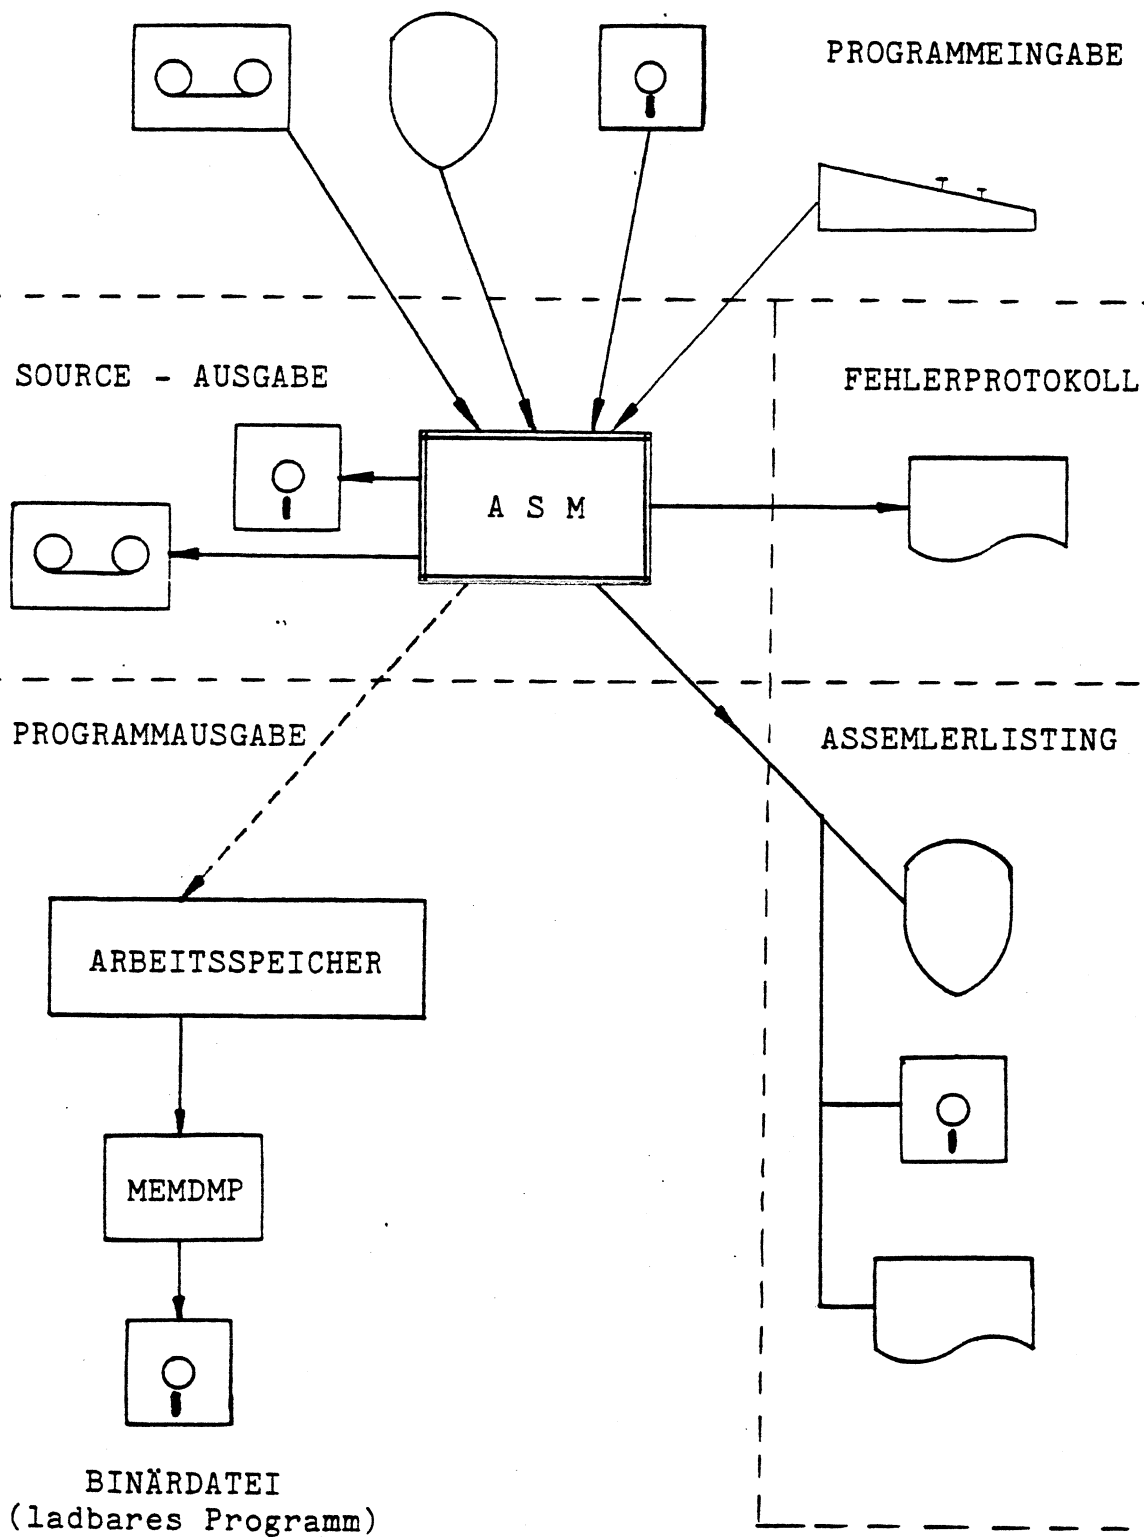 PROGRAMMEINGABE
SOURCE - AUSGABE
FEHLERPROTOKOLL
A S M
PROGRAMMAUSGABE
ASSEMLERLISTING
ARBEITSSPEICHER
MEMDMP
BINÄRDATEI
(ladbares Programm)